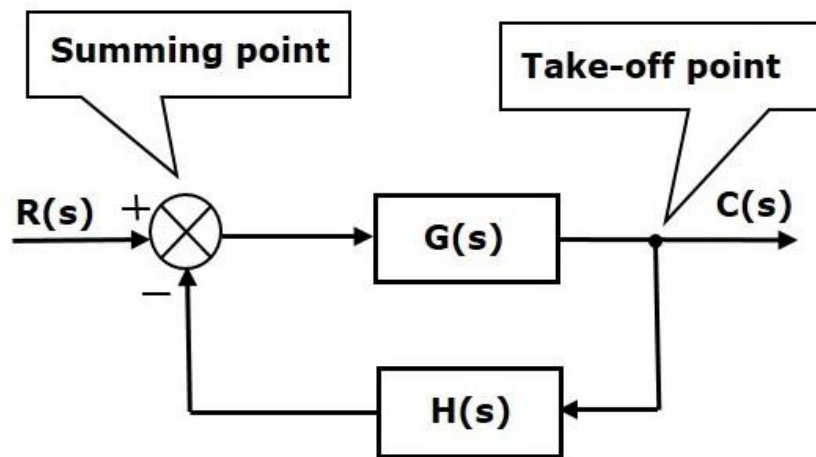 Summing point
Take-off point
R(s)
+
G(s)
C(s)
−
H(s)